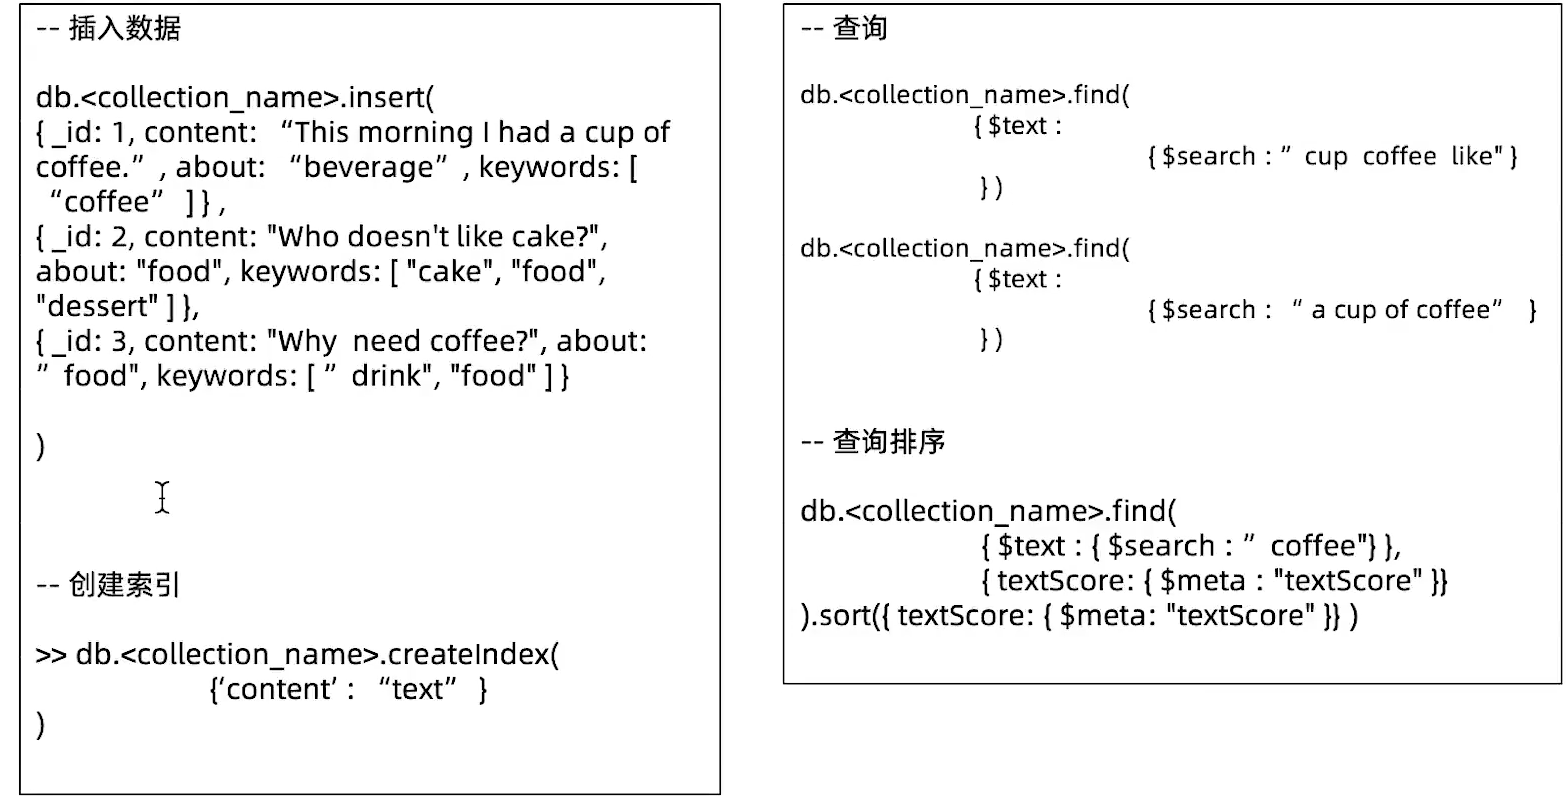 -- 插入数据
db.<collection_name>.insert(
{ _id: 1, content: “This morning I had a cup of
coffee.” , about: “beverage” , keywords: [
“coffee” ] } ,
{ _id: 2, content: "Who doesn't like cake?",
about: "food", keywords: [ "cake", "food",
"dessert" ] },
{ _id: 3, content: "Why need coffee?", about:
” food", keywords: [ ” drink", "food" ] }
)
-- 创建索引
>> db.<collection_name>.createIndex(
{‘content’ : “text” }
)
-- 查询
db.<collection_name>.find(
{ $text :
{ $search : ” cup coffee like" }
} )
db.<collection_name>.find(
{ $text :
{ $search : “ a cup of coffee” }
} )
-- 查询排序
db.<collection_name>.find(
{ $text : { $search : ” coffee"} },
{ textScore: { $meta : "textScore" }}
).sort({ textScore: { $meta: "textScore" }} )